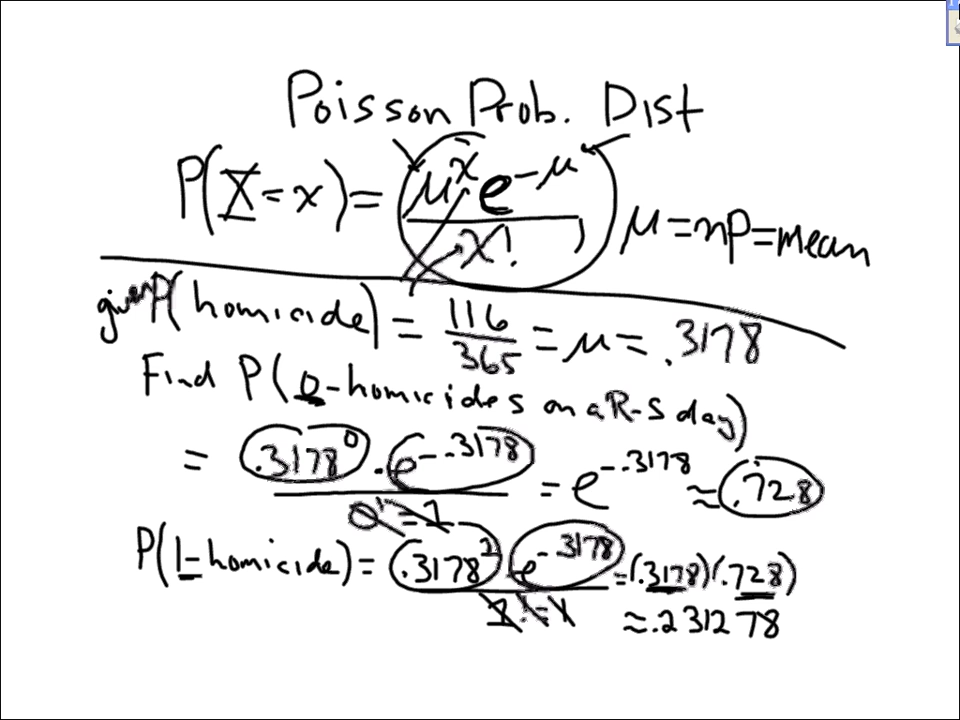 Poisson Prob. Dist
P(X=x)= μ^x e^-μ / x! μ=np=mean
given P(homicide) = 116/365 = μ = .3178
Find P(0-homicides on a R-S day)
= .3178^0 · e^-.3178 / 0!=1 = e^-.3178 ≈ .728
P(1-homicide) = .3178^1 · e^-.3178 / 1!=1 =(.3178)(.728)
≈.231278